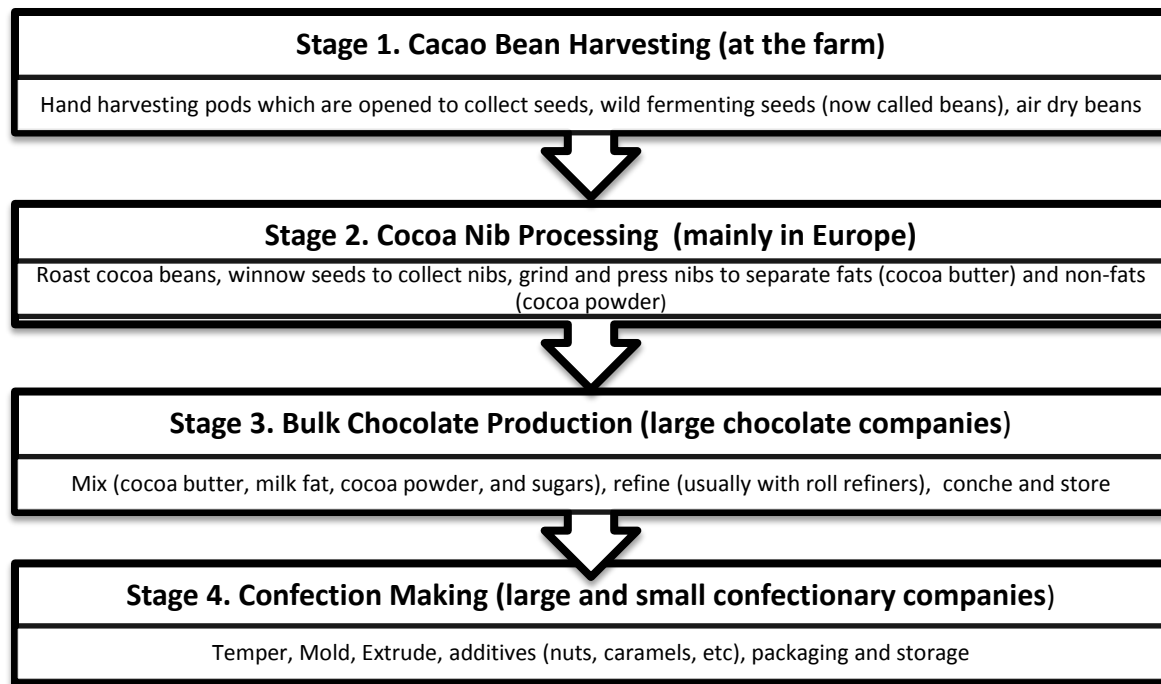 Stage 1. Cacao Bean Harvesting (at the farm)
Hand harvesting pods which are opened to collect seeds, wild fermenting seeds (now called beans), air dry beans
Stage 2. Cocoa Nib Processing  (mainly in Europe)
Roast cocoa beans, winnow seeds to collect nibs, grind and press nibs to separate fats (cocoa butter) and non-fats
(cocoa powder)
Stage 3. Bulk Chocolate Production (large chocolate companies)
Mix (cocoa butter, milk fat, cocoa powder, and sugars), refine (usually with roll refiners),  conche and store
Stage 4. Confection Making (large and small confectionary companies)
Temper, Mold, Extrude, additives (nuts, caramels, etc), packaging and storage